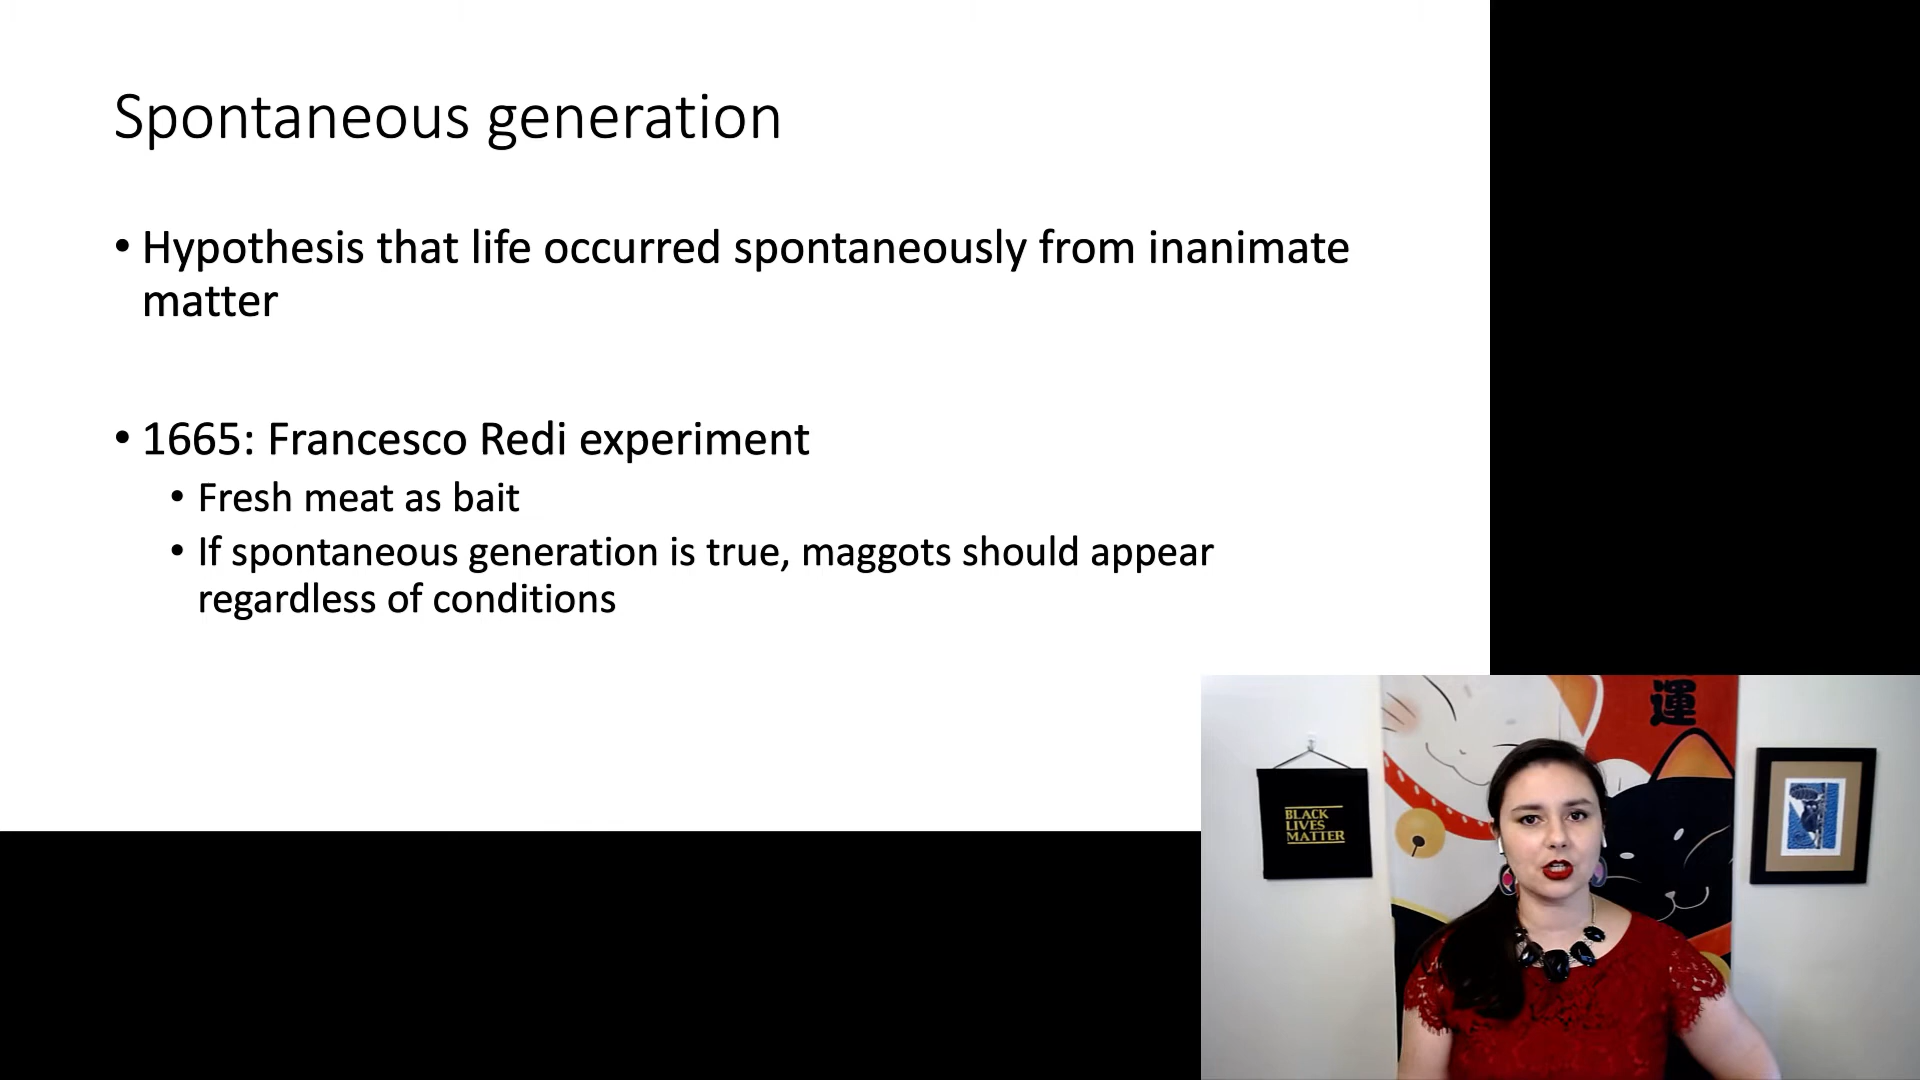 Spontaneous generation
• Hypothesis that life occurred spontaneously from inanimate
matter
• 1665: Francesco Redi experiment
• Fresh meat as bait
• If spontaneous generation is true, maggots should appear
regardless of conditions
運
BLACK
LIVES
MATTER